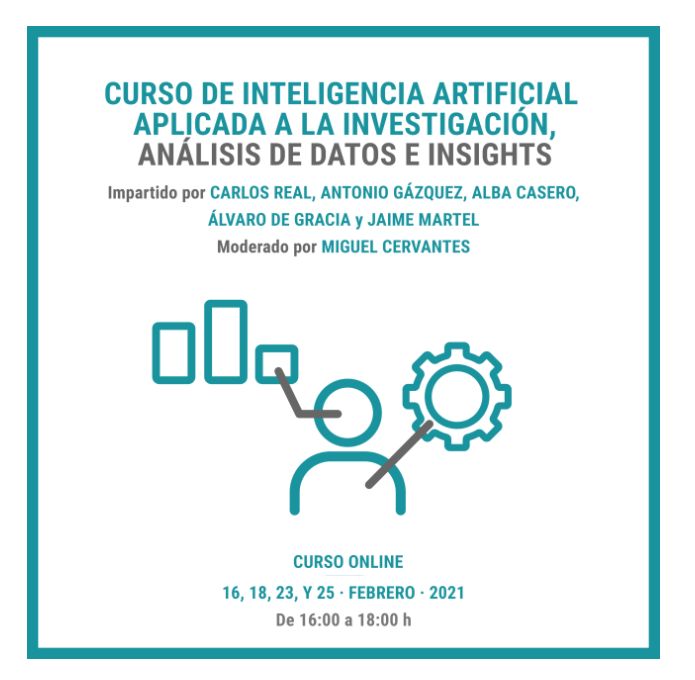 CURSO DE INTELIGENCIA ARTIFICIAL
APLICADA A LA INVESTIGACIÓN,
ANÁLISIS DE DATOS E INSIGHTS
Impartido por CARLOS REAL, ANTONIO GÁZQUEZ, ALBA CASERO,
ÁLVARO DE GRACIA y JAIME MARTEL
Moderado por MIGUEL CERVANTES
CURSO ONLINE
16, 18, 23, Y 25 · FEBRERO · 2021
De 16:00 a 18:00 h